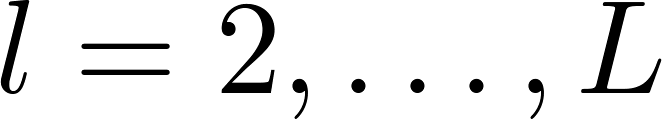 l = 2, . . . , L